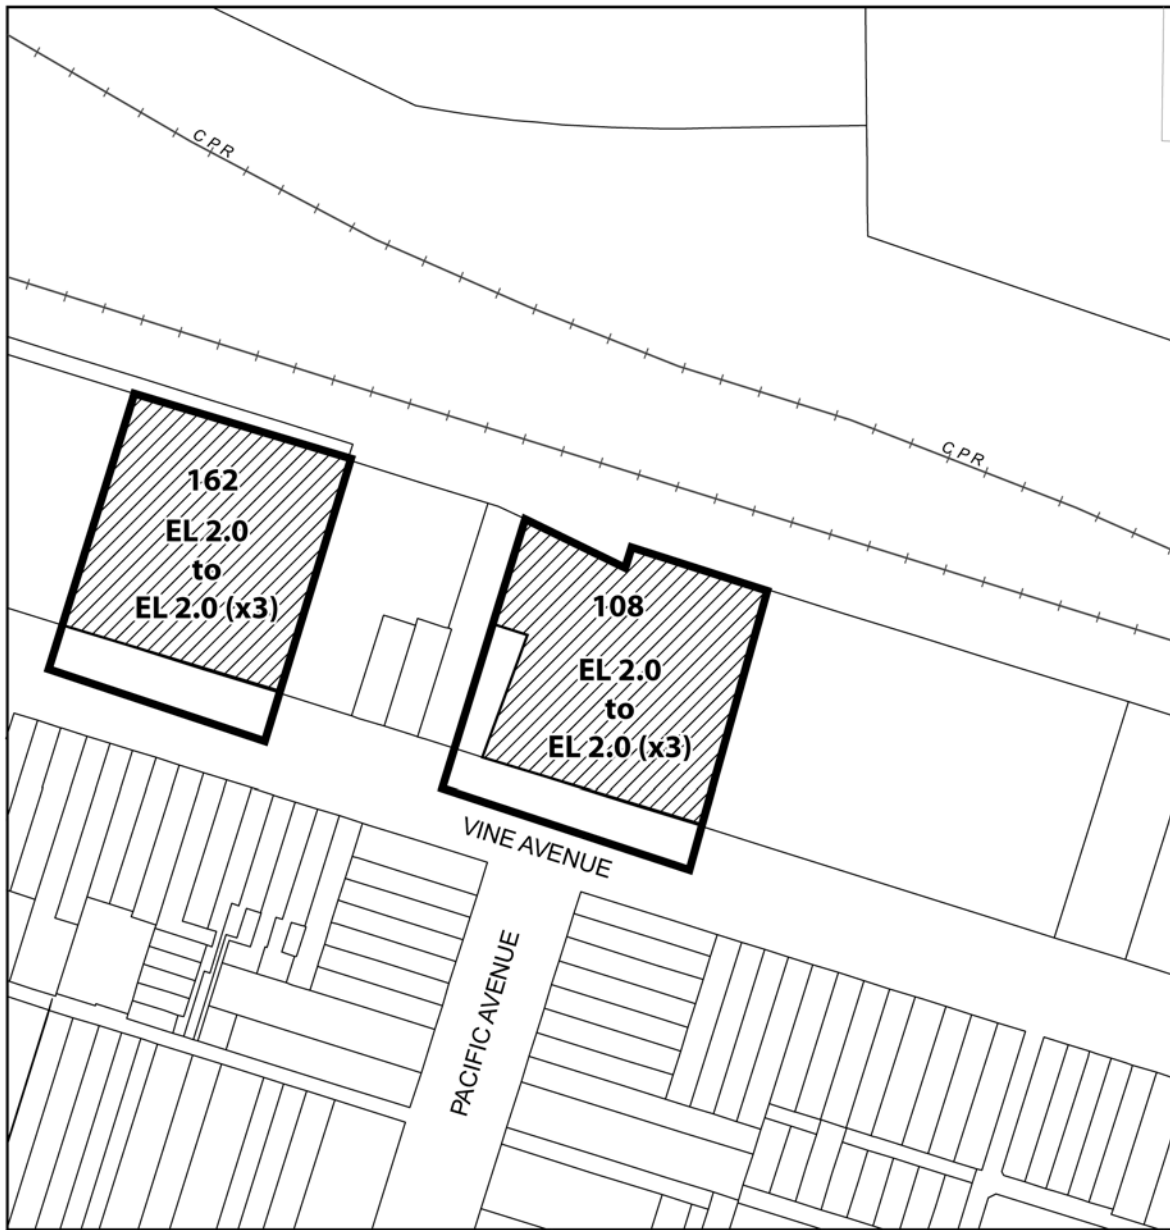 CPR
CPR
162
EL 2.0
to
EL 2.0 (x3)
108
EL 2.0
to
EL 2.0 (x3)
VINE AVENUE
PACIFIC AVENUE